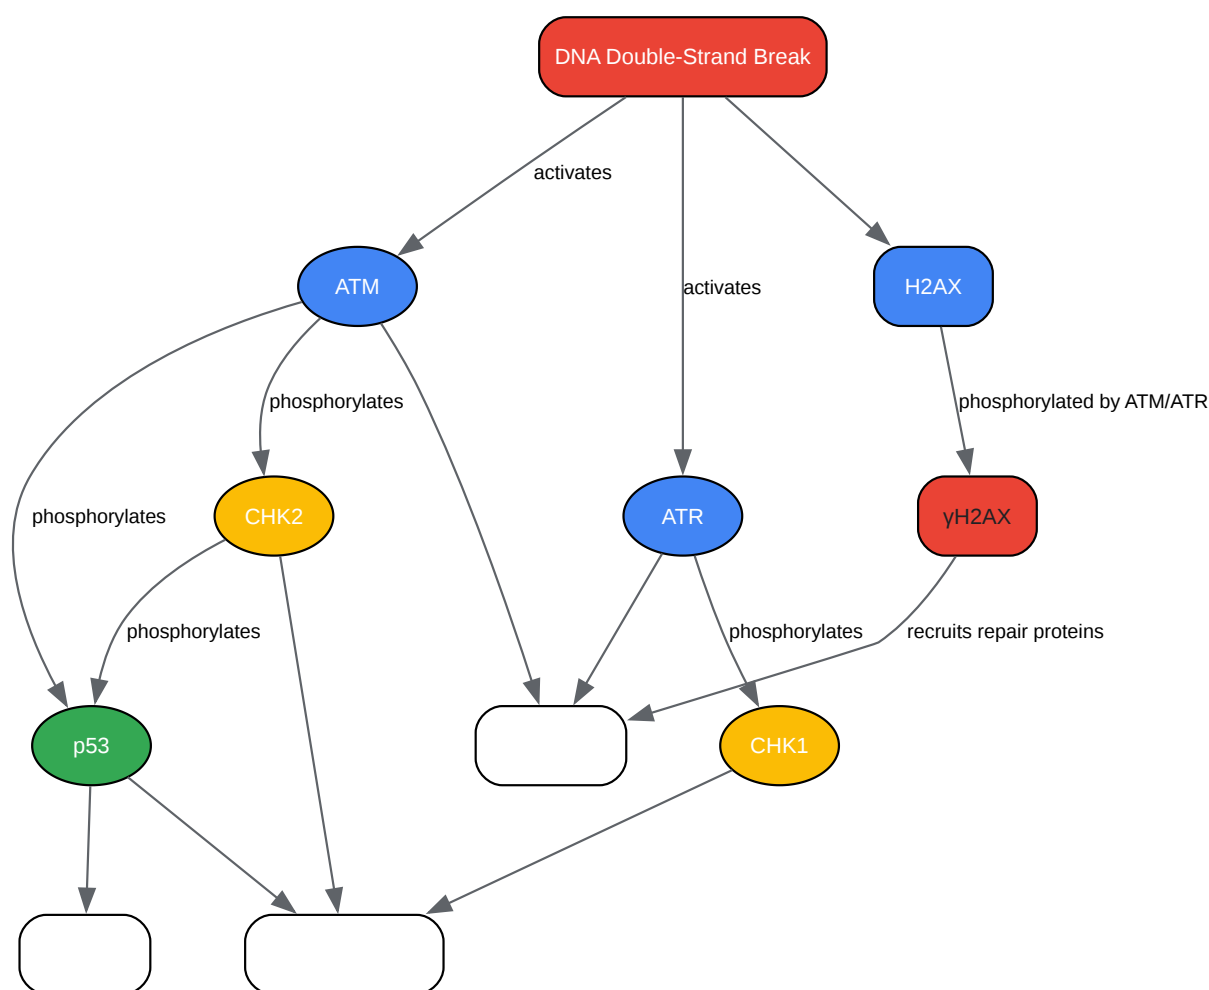 DNA Double-Strand Break
activates
ATM
activates
H2AX
phosphorylates
phosphorylated by ATM/ATR
phosphorylates
CHK2
ATR
γH2AX
phosphorylates
phosphorylates
recruits repair proteins
p53
CHK1